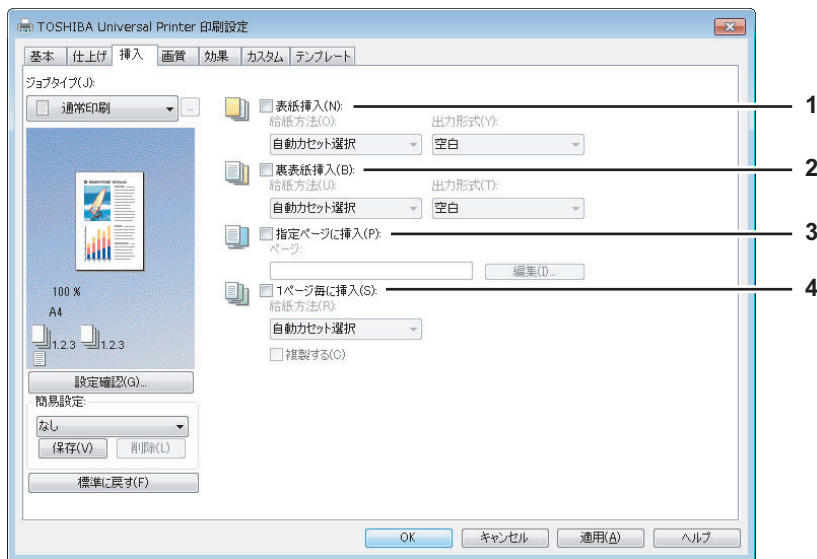 TOSHIBA Universal Printer 印刷設定
基本 仕上げ 挿入 画質 効果 カスタム テンプレート
ジョブタイプ(J):
通常印刷 ...
100 %
A4
1.2.3 1.2.3
設定確認(G)...
簡易設定:
なし
保存(V) 削除(L)
標準に戻す(F)
表紙挿入(N): 1
給紙方法(O): 出力形式(Y):
自動カセット選択 空白
裏表紙挿入(B): 2
給紙方法(U): 出力形式(T):
自動カセット選択 空白
指定ページに挿入(P): 3
ページ:
編集(I)...
1ページ毎に挿入(S): 4
給紙方法(R):
自動カセット選択
複製する(C)
OK キャンセル 適用(A) ヘルプ